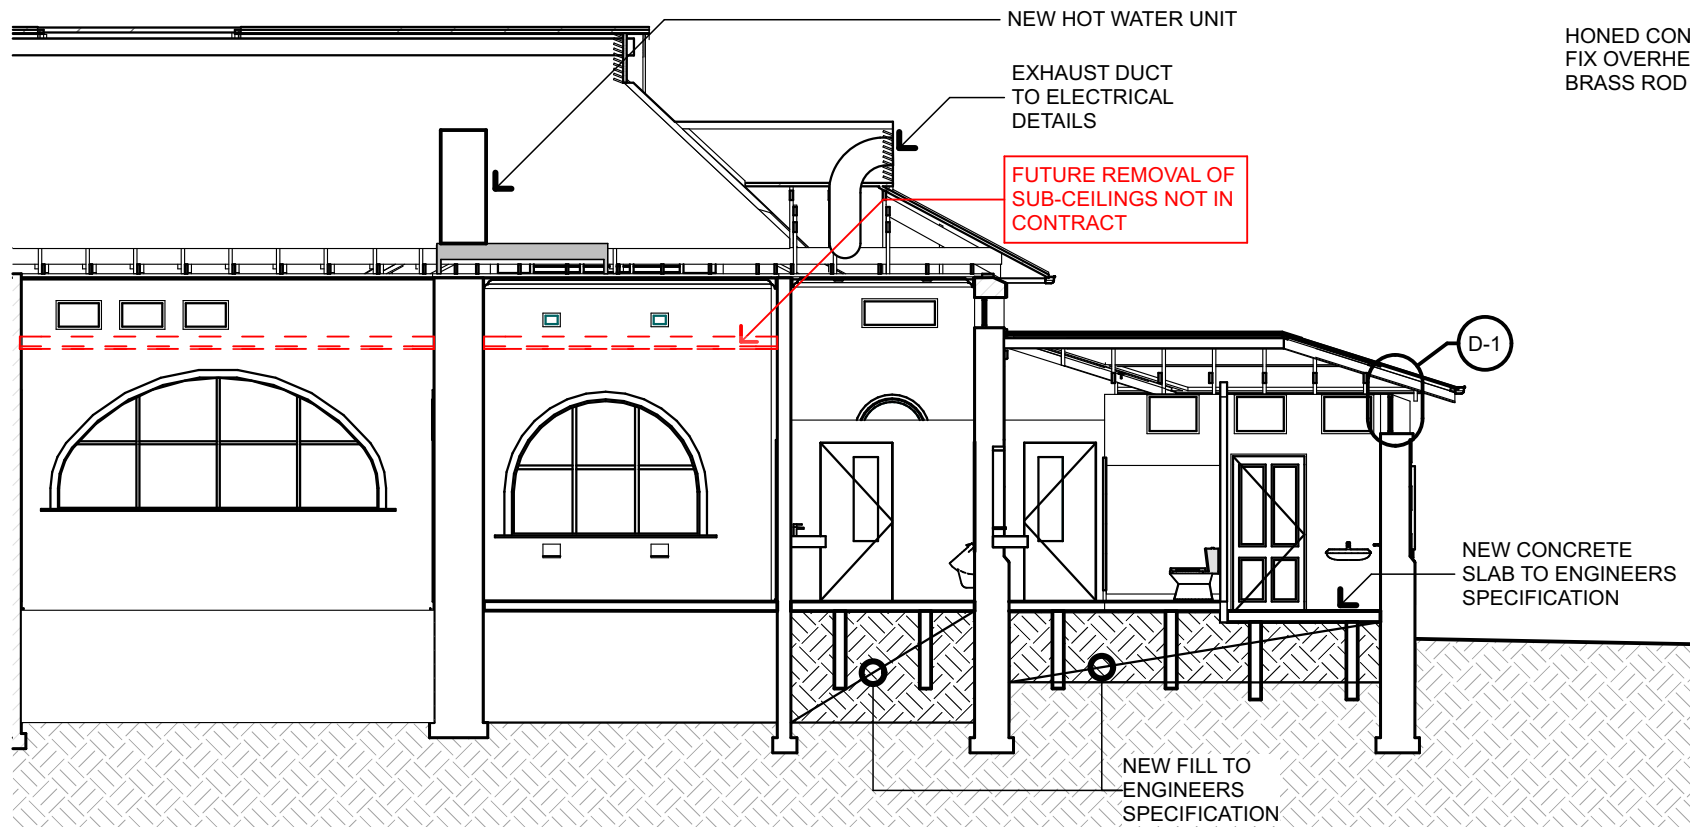 NEW HOT WATER UNIT
HONED CON
FIX OVERHE
BRASS ROD
EXHAUST DUCT
TO ELECTRICAL
DETAILS
FUTURE REMOVAL OF
SUB-CEILINGS NOT IN
CONTRACT
D-1
NEW CONCRETE
SLAB TO ENGINEERS
SPECIFICATION
NEW FILL TO
ENGINEERS
SPECIFICATION